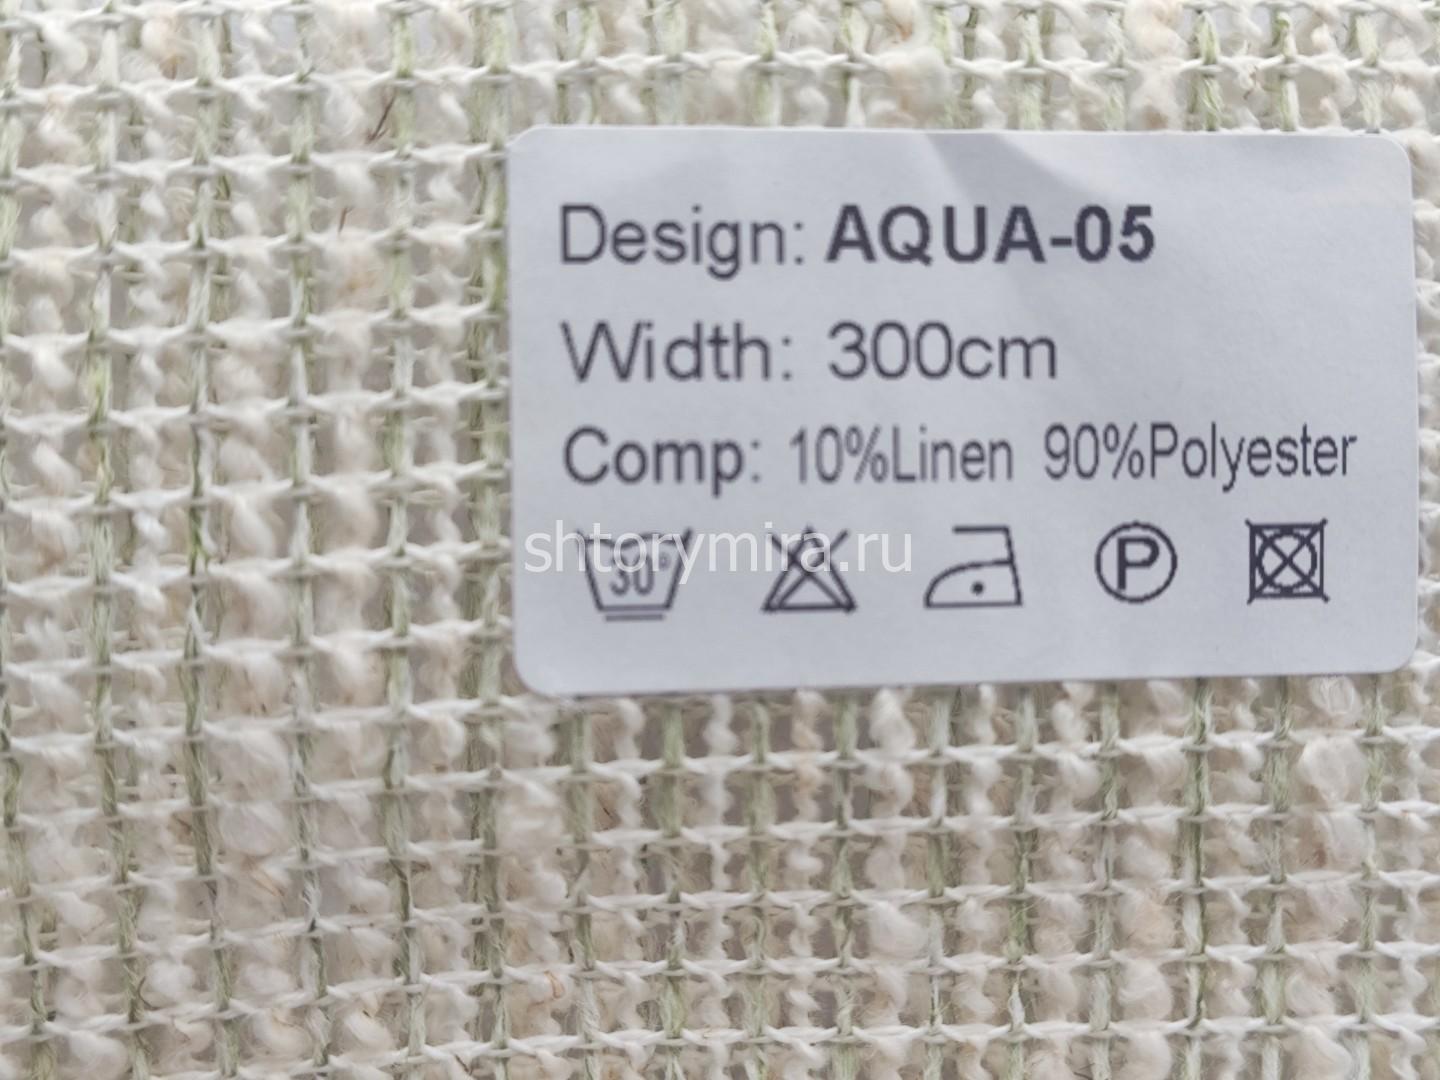 Design: AQUA-05
Width: 300cm
Comp: 10%Linen 90%Polyester
shtorymira.ru
30°
P